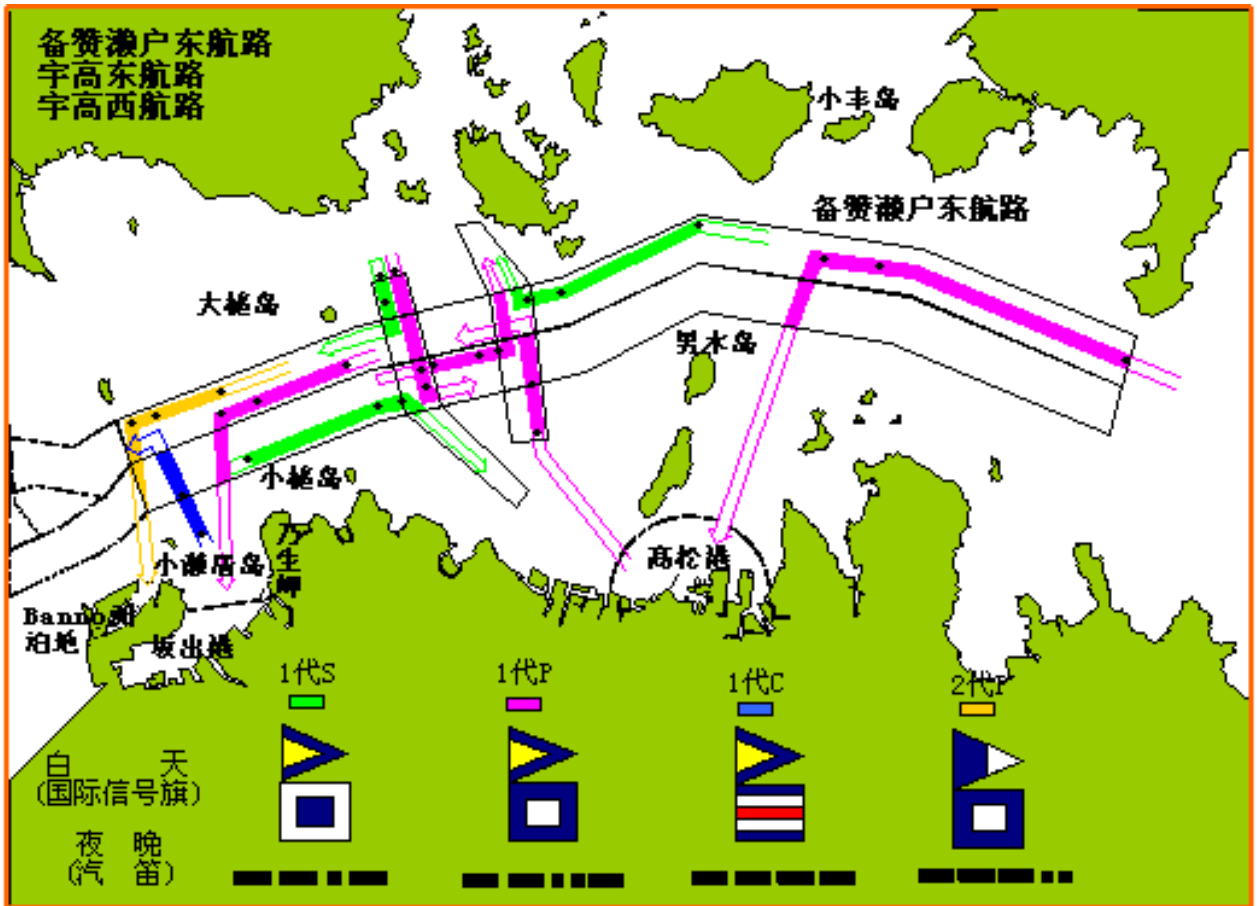 备赞濑户东航路
宇高东航路
宇高西航路
小丰岛
备赞濑户东航路
大槌岛
男木岛
小槌岛
乃生岬
小濑居岛
高松港
Banno
泊地
坂出港
1代S
1代P
1代C
2代P
白 天
(国际信号旗)
夜 晚
(汽 笛)